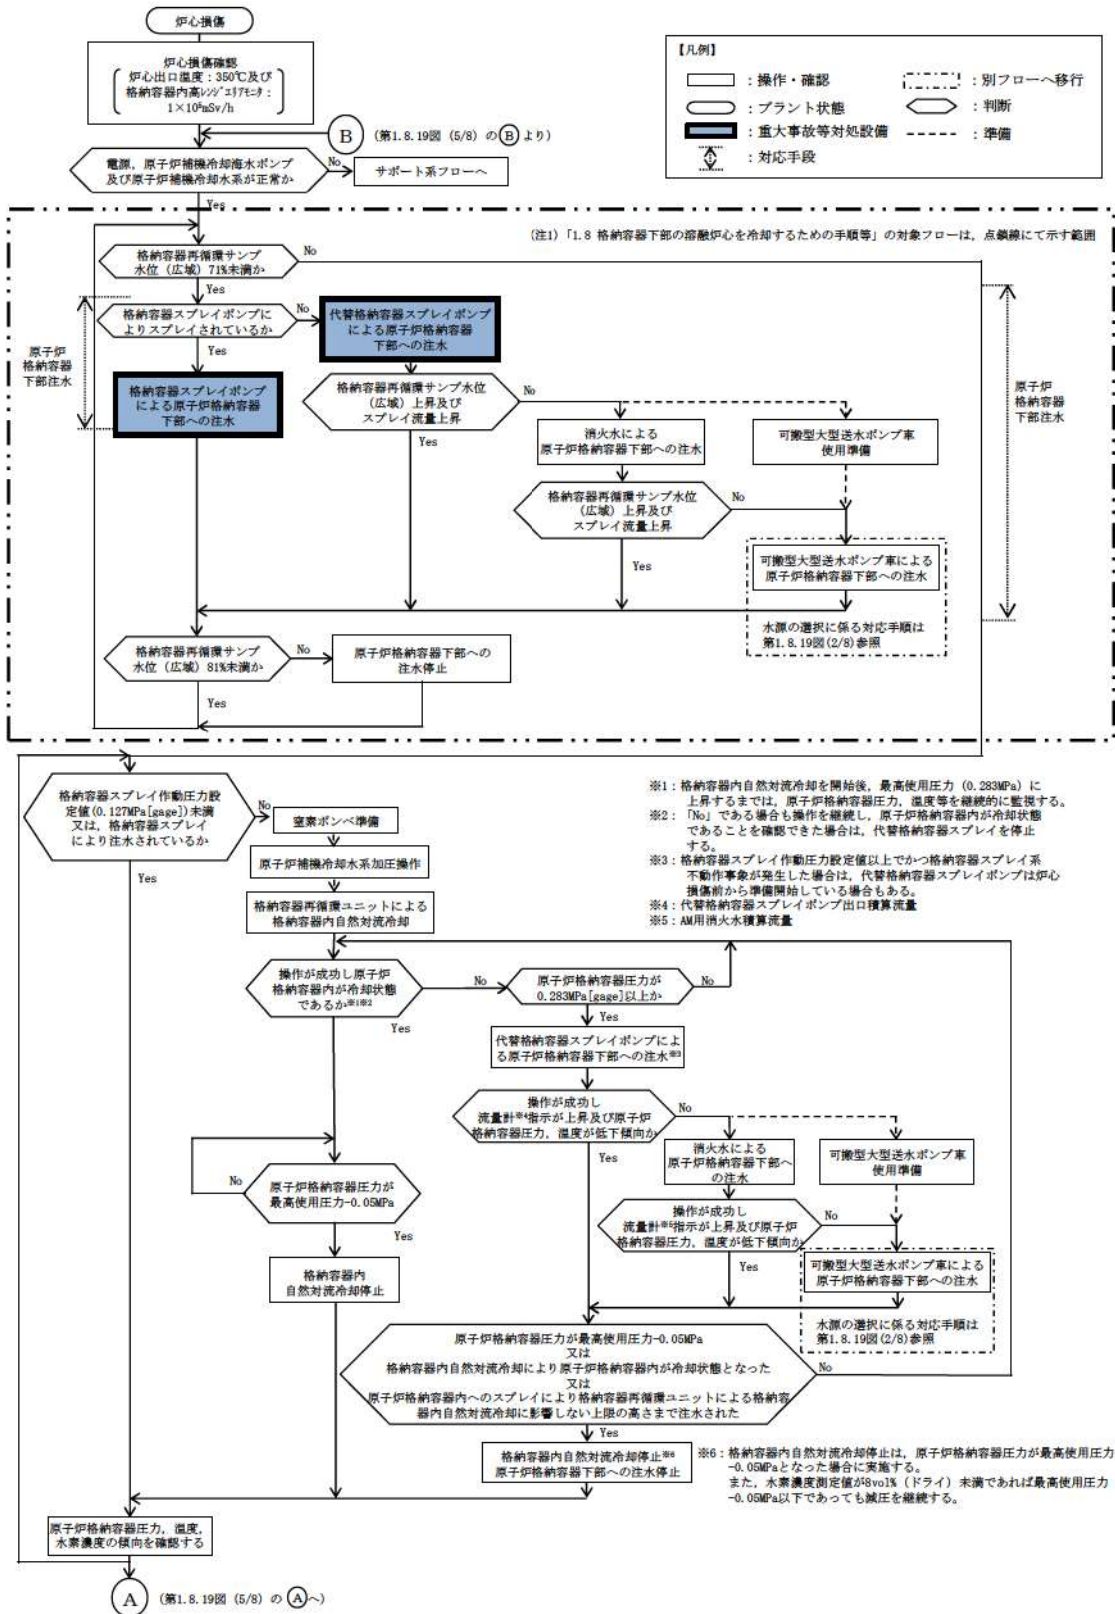 炉心損傷
炉心損傷確認
炉心出口温度：350℃及び
格納容器内高ﾚﾝｼﾞｴﾘｱﾓﾆﾀ：
1×10⁵mSv/h
【凡例】
：操作・確認
：プラント状態
：重大事故等対処設備
：対応手段
：別フローへ移行
：判断
：準備
B
(第1.8.19図 (5/8) の Ⓑ より)
電源，原子炉補機冷却海水ポンプ
及び原子炉補機冷却水系が正常か
No
サポート系フローへ
Yes
(注1)「1.8 格納容器下部の溶融炉心を冷却するための手順等」の対象フローは，点鎖線にて示す範囲
格納容器再循環サンプ
水位（広域）71%未満か
No
Yes
格納容器スプレイポンプに
よりスプレイされているか
No
Yes
代替格納容器スプレイポンプ
による原子炉格納容器
下部への注水
原子炉
格納容器
下部注水
格納容器スプレイポンプ
による原子炉格納容器
下部への注水
格納容器再循環サンプ水位
（広域）上昇及び
スプレイ流量上昇
No
Yes
消火水による
原子炉格納容器下部への注水
可搬型大型送水ポンプ車
使用準備
原子炉
格納容器
下部注水
格納容器再循環サンプ水位
（広域）上昇及び
スプレイ流量上昇
No
Yes
可搬型大型送水ポンプ車による
原子炉格納容器下部への注水
水源の選択に係る対応手順は
第1.8.19図(2/8)参照
格納容器再循環サンプ
水位（広域）81%未満か
No
原子炉格納容器下部への
注水停止
Yes
格納容器スプレイ作動圧力設
定値(0.127MPa[gage])未満
又は，格納容器スプレイ
により注水されているか
No
Yes
窒素ボンベ準備
原子炉補機冷却水系加圧操作
格納容器再循環ユニットによる
格納容器内自然対流冷却
※1：格納容器内自然対流冷却を開始後，最高使用圧力（0.283MPa）に
上昇するまでは，原子炉格納容器圧力，温度等を継続的に監視する。
※2：「No」である場合も操作を継続し，原子炉格納容器内が冷却状態
であることを確認できた場合は，代替格納容器スプレイを停止
する。
※3：格納容器スプレイ作動圧力設定値以上でかつ格納容器スプレイ系
不動作事象が発生した場合は，代替格納容器スプレイポンプは炉心
損傷前から準備開始している場合もある。
※4：代替格納容器スプレイポンプ出口積算流量
※5：AM用消火水積算流量
操作が成功し原子炉
格納容器内が冷却状態
であるか※1※2
No
Yes
原子炉格納容器圧力が
0.283MPa[gage]以上か
No
Yes
代替格納容器スプレイポンプによ
る原子炉格納容器下部への注水※3
操作が成功し
流量計※4指示が上昇及び原子炉
格納容器圧力，温度が低下傾向か
No
Yes
消火水による
原子炉格納容器下部へ
の注水
可搬型大型送水ポンプ車
使用準備
操作が成功し
流量計※5指示が上昇及び原子炉
格納容器圧力，温度が低下傾向か
No
Yes
可搬型大型送水ポンプ車による
原子炉格納容器下部への注水
水源の選択に係る対応手順は
第1.8.19図(2/8)参照
原子炉格納容器圧力が
最高使用圧力-0.05MPa
No
Yes
格納容器内
自然対流冷却停止
原子炉格納容器圧力が最高使用圧力-0.05MPa
又は
格納容器内自然対流冷却により原子炉格納容器内が冷却状態となった
又は
原子炉格納容器内へのスプレイにより格納容器再循環ユニットによる格納容
器内自然対流冷却に影響しない上限の高さまで注水された
No
Yes
格納容器内自然対流冷却停止※6
原子炉格納容器下部への注水停止
※6：格納容器内自然対流冷却停止は，原子炉格納容器圧力が最高使用圧力
-0.05MPaとなった場合に実施する。
また，水素濃度測定値が8vol%（ドライ）未満であれば最高使用圧力
-0.05MPa以下であっても減圧を継続する。
原子炉格納容器圧力，温度，
水素濃度の傾向を確認する
A
(第1.8.19図 (5/8) の Ⓐへ)